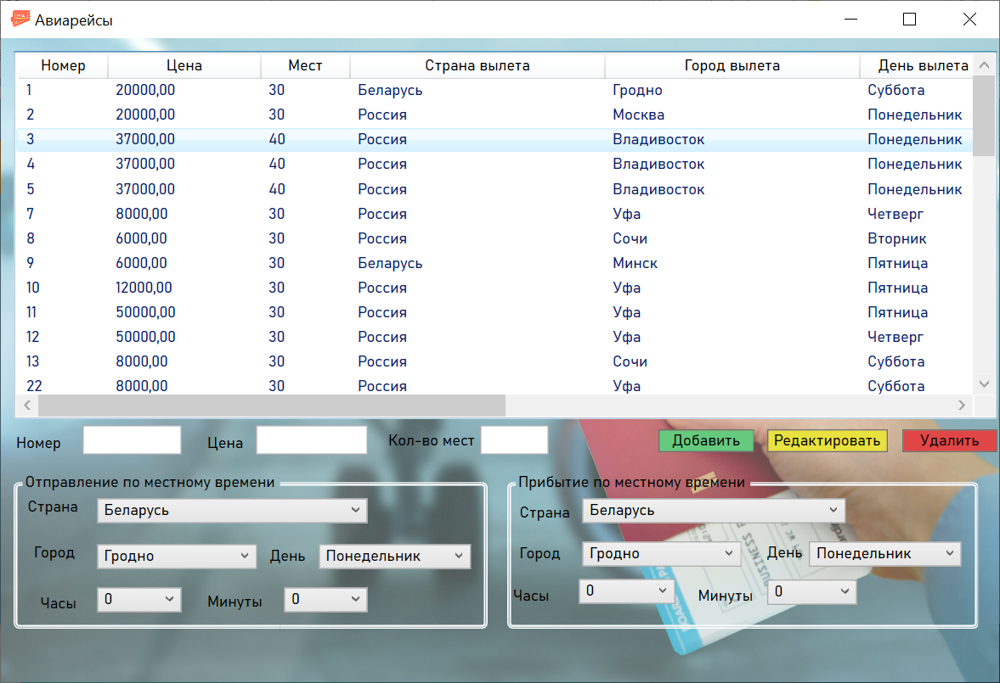 Авиарейсы
Номер Цена Мест Страна вылета Город вылета День вылета
1 20000,00 30 Беларусь Гродно Суббота
2 20000,00 30 Россия Москва Понедельник
3 37000,00 40 Россия Владивосток Понедельник
4 37000,00 40 Россия Владивосток Понедельник
5 37000,00 40 Россия Владивосток Понедельник
7 8000,00 30 Россия Уфа Четверг
8 6000,00 30 Россия Сочи Вторник
9 6000,00 30 Беларусь Минск Пятница
10 12000,00 30 Россия Уфа Пятница
11 50000,00 30 Россия Уфа Пятница
12 50000,00 30 Россия Уфа Четверг
13 8000,00 30 Россия Сочи Суббота
22 8000,00 30 Россия Уфа Суббота
Номер Цена Кол-во мест Добавить Редактировать Удалить
Отправление по местному времени
Страна Беларусь
Город Гродно День Понедельник
Часы 0 Минуты 0
Прибытие по местному времени
Страна Беларусь
Город Гродно День Понедельник
Часы 0 Минуты 0
BUSINESS